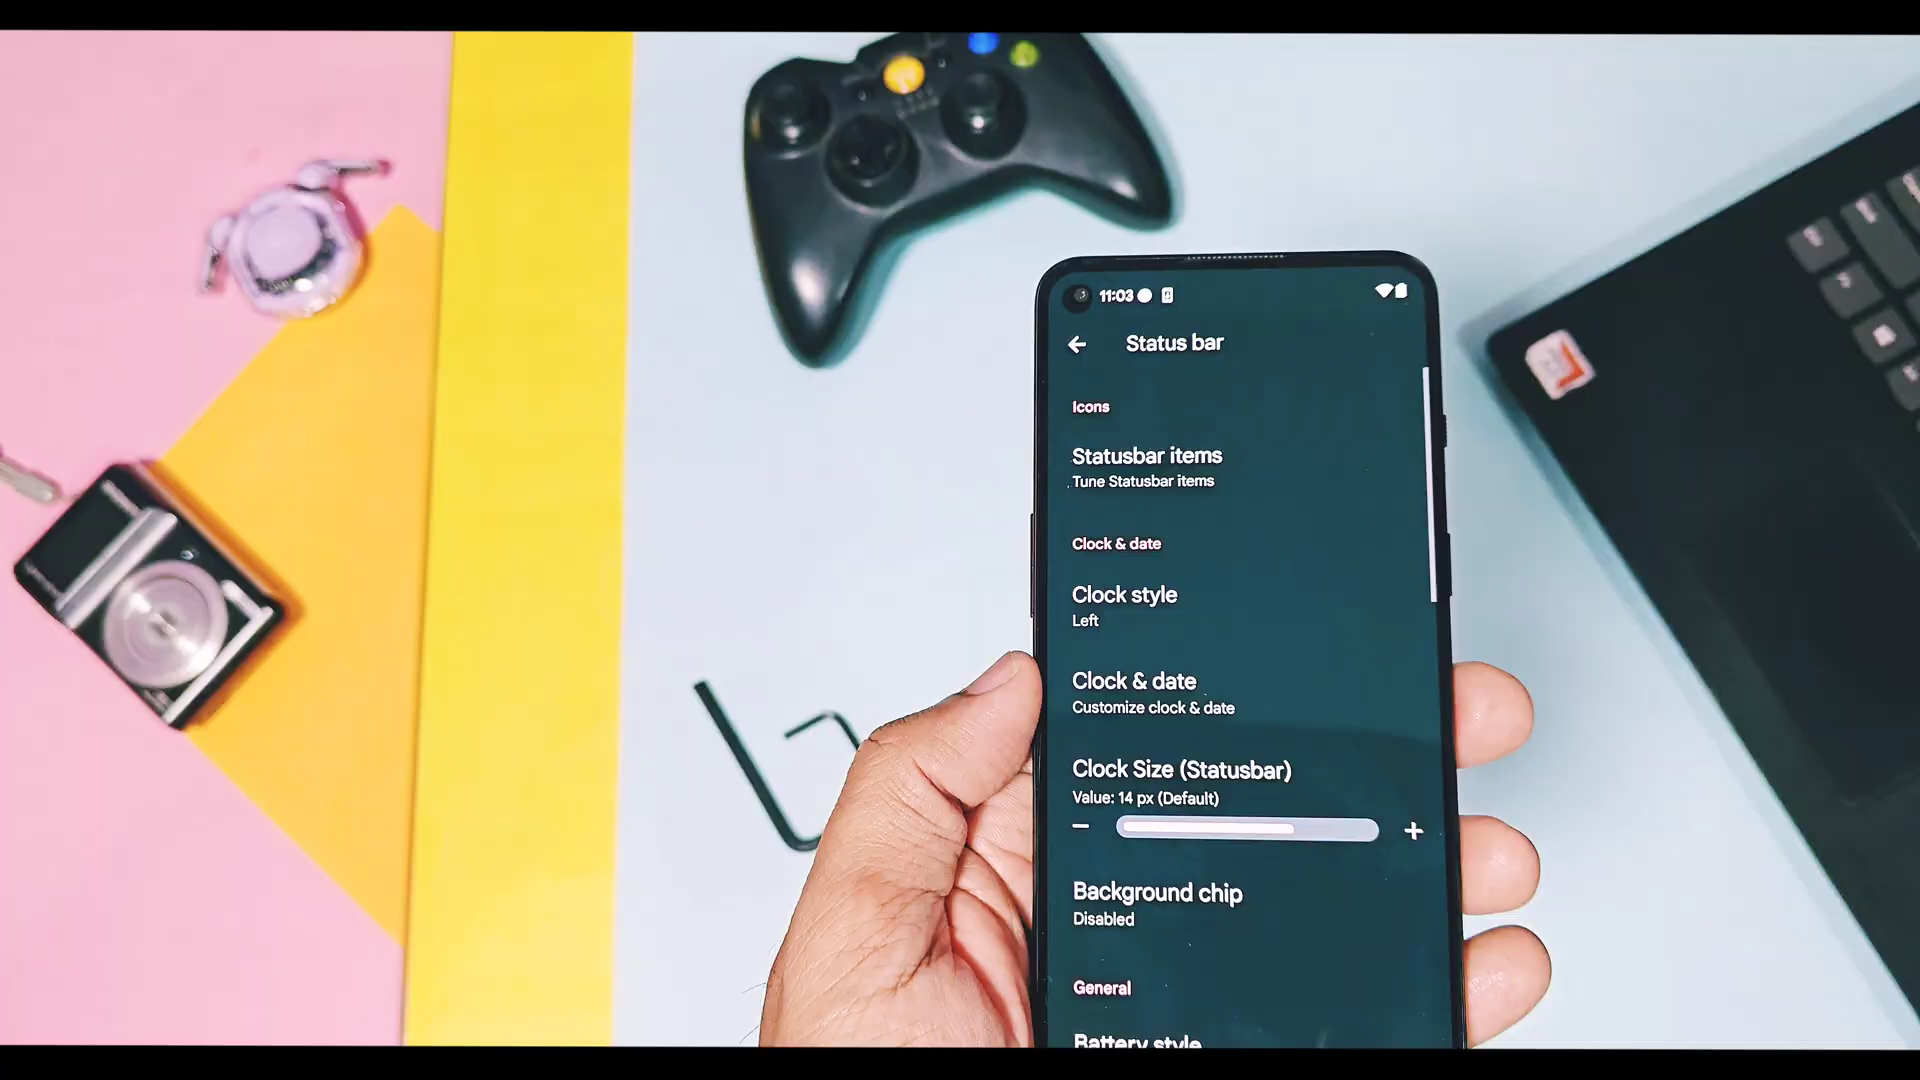 11:03
Status bar
Icons
Statusbar items
Tune Statusbar items
Clock & date
Clock style
Left
Clock & date
Customize clock & date
Clock Size (Statusbar)
Value: 14 px (Default)
Background chip
Disabled
General
Battery style